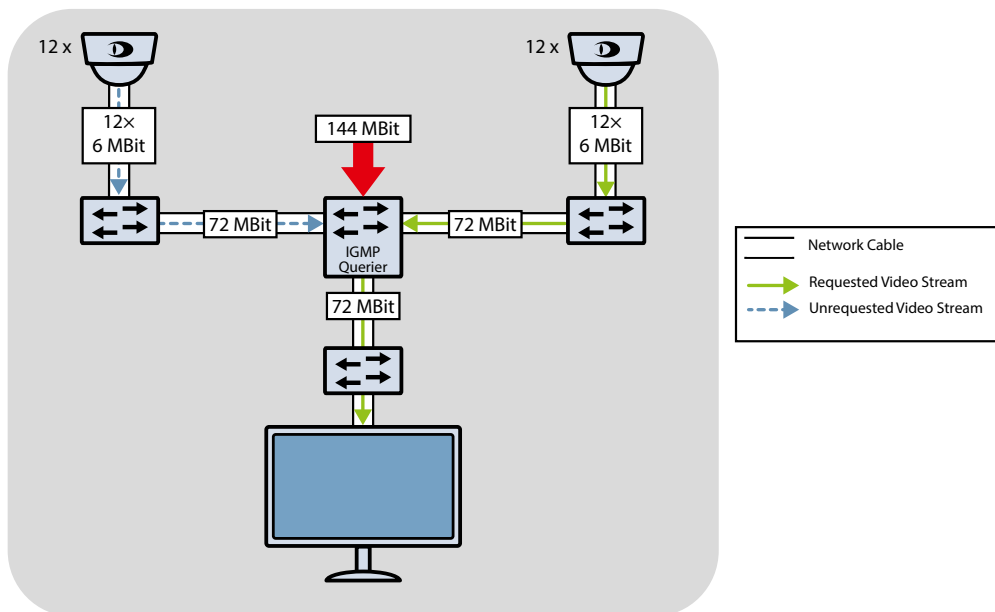 12 x
12 x
12×
6 MBit
144 MBit
12×
6 MBit
72 MBit
72 MBit
IGMP
Querier
72 MBit
Network Cable
Requested Video Stream
Unrequested Video Stream